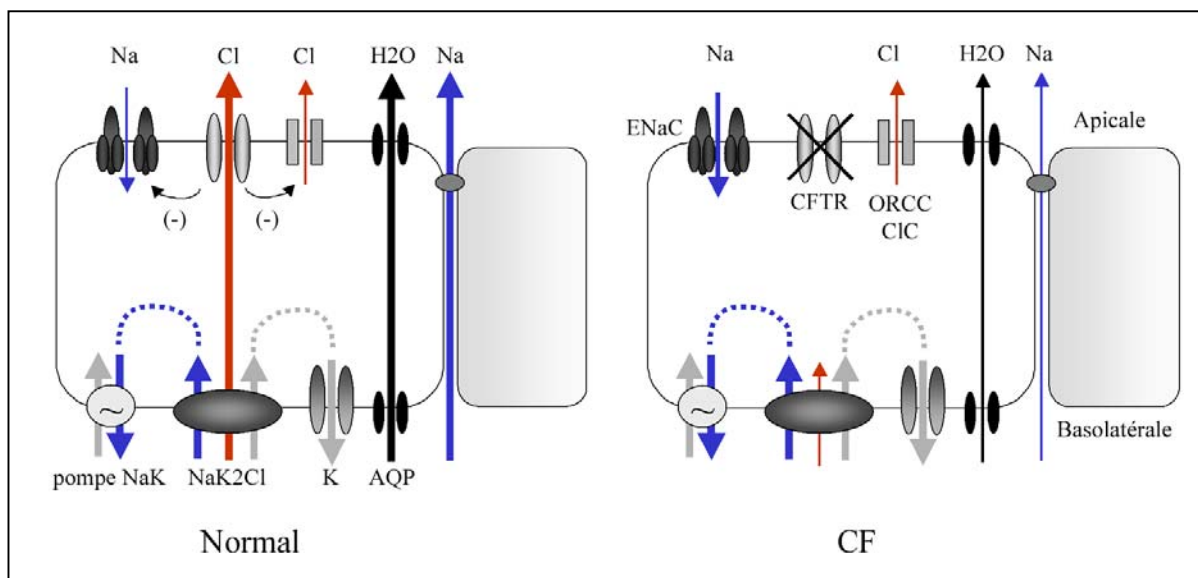 Na Cl Cl H2O Na
(-) (-)
~
pompe NaK NaK2Cl K AQP
Normal
Na Cl H2O Na
ENaC
Apicale
CFTR ORCC
ClC
~
Basolatérale
CF